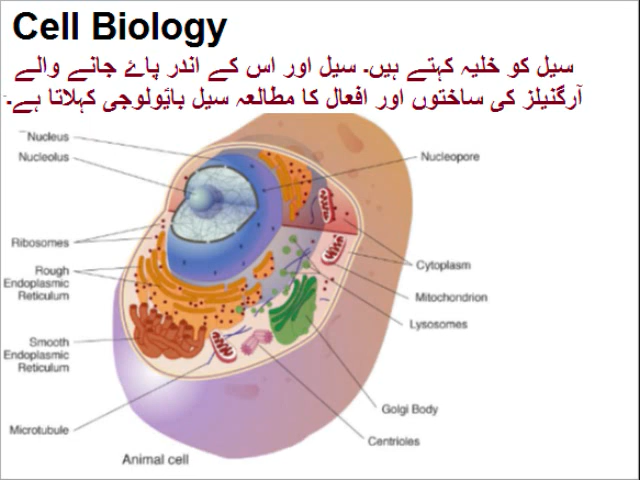 Cell Biology
سیل کو خلیہ کہتے ہیں۔ سیل اور اس کے اندر پاۓ جانے والے
آرگنیلز کی ساختوں اور افعال کا مطالعہ سیل بائیولوجی کہلاتا ہے۔
Nucleus
Nucleolus
Nucleopore
Ribosomes
Rough
Endoplasmic
Reticulum
Cytoplasm
Mitochondrion
Lysosomes
Smooth
Endoplasmic
Reticulum
Golgi Body
Microtubule
Centrioles
Animal cell